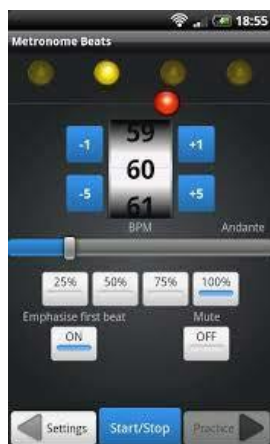 18:55
Metronome Beats
59
-1 60 +1
-5 61 +5
BPM Andante
25% 50% 75% 100%
Emphasise first beat Mute
ON OFF
Settings Start/Stop Practice